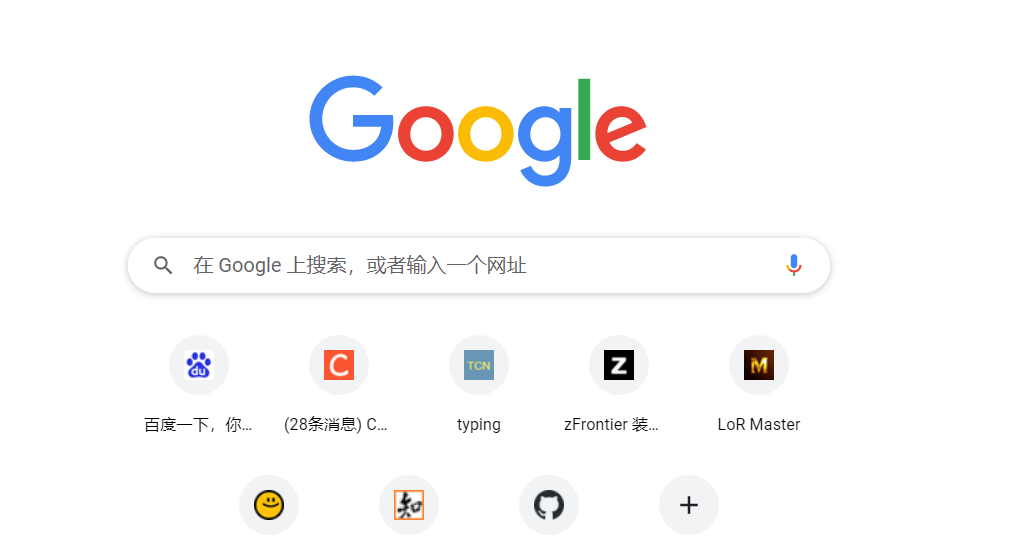 Google
在 Google 上搜索，或者输入一个网址
du
C
TCN
Z
M
百度一下，你...
(28条消息) C...
typing
zFrontier 装...
LoR Master
知